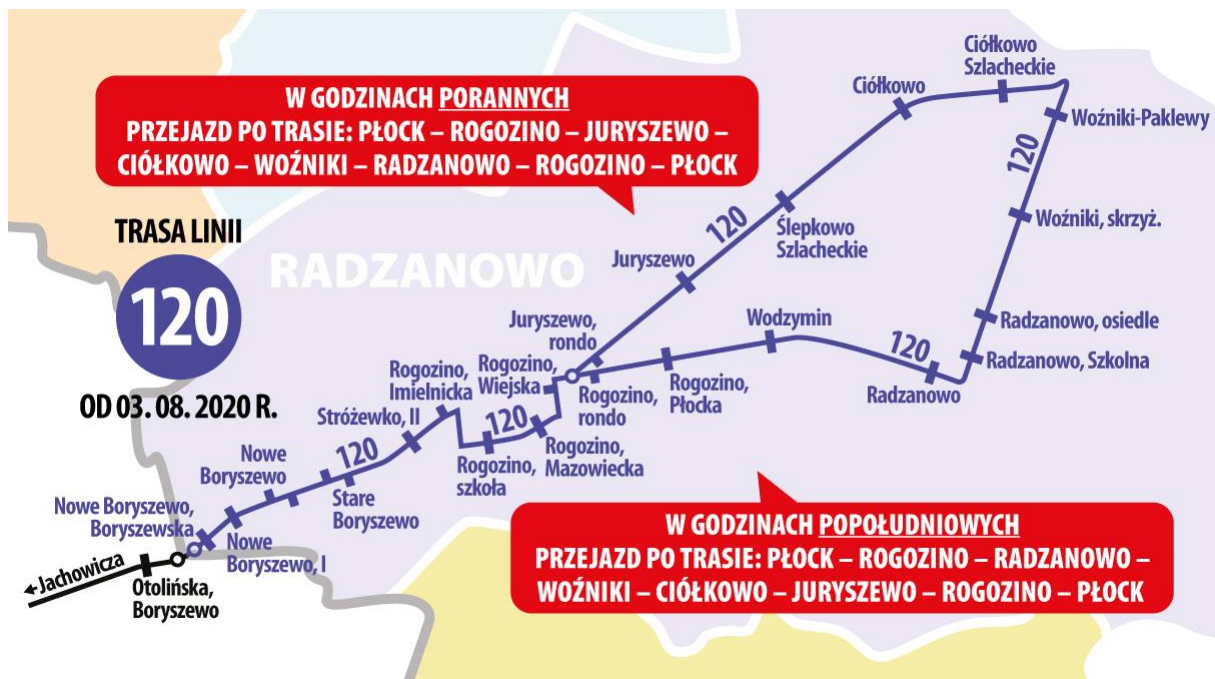 W GODZINACH PORANNYCH
PRZEJAZD PO TRASIE: PŁOCK – ROGOZINO – JURYSZEWO –
CIÓŁKOWO – WOŹNIKI – RADZANOWO – ROGOZINO – PŁOCK
Ciółkowo
Ciółkowo
Szlacheckie
Woźniki-Paklewy
120
Woźniki, skrzyż.
TRASA LINII
120
OD 03. 08. 2020 R.
RADZANOWO
120
Ślepkowo
Szlacheckie
Juryszewo
Juryszewo,
rondo
Wodzymin
Radzanowo, osiedle
Radzanowo, Szkolna
120
Radzanowo
Rogozino,
Płocka
Rogozino,
rondo
Rogozino,
Wiejska
Rogozino,
Imielnicka
120
Rogozino,
Mazowiecka
Rogozino,
szkoła
Stróżewko, II
120
Stare
Boryszewo
Nowe
Boryszewo
Nowe Boryszewo,
Boryszewska
Nowe
Boryszewo, I
Jachowicza
Otolińska,
Boryszewo
W GODZINACH POPOŁUDNIOWYCH
PRZEJAZD PO TRASIE: PŁOCK – ROGOZINO – RADZANOWO –
WOŹNIKI – CIÓŁKOWO – JURYSZEWO – ROGOZINO – PŁOCK